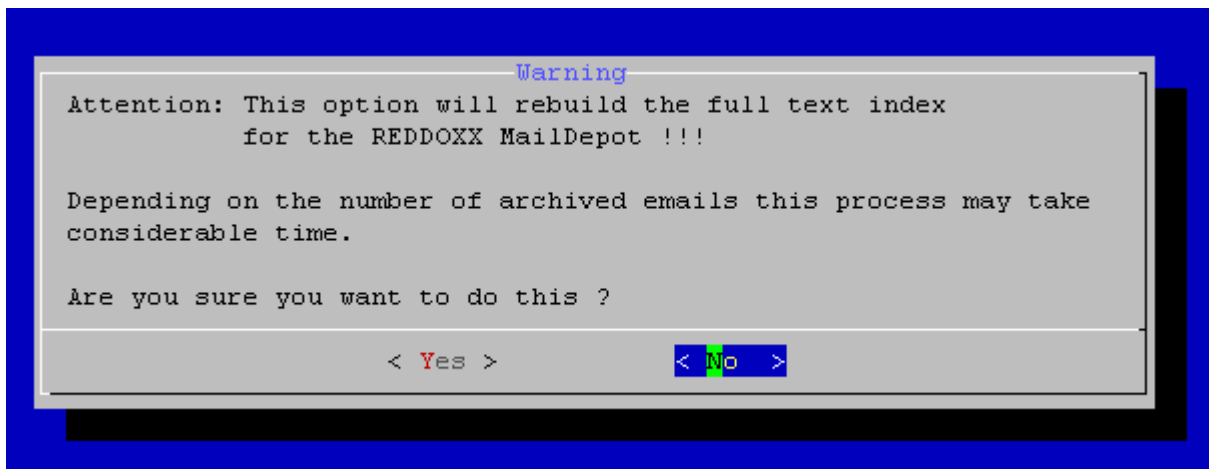 Warning
Attention: This option will rebuild the full text index
for the REDDOXX MailDepot !!!
Depending on the number of archived emails this process may take
considerable time.
Are you sure you want to do this ?
< Yes > < No >